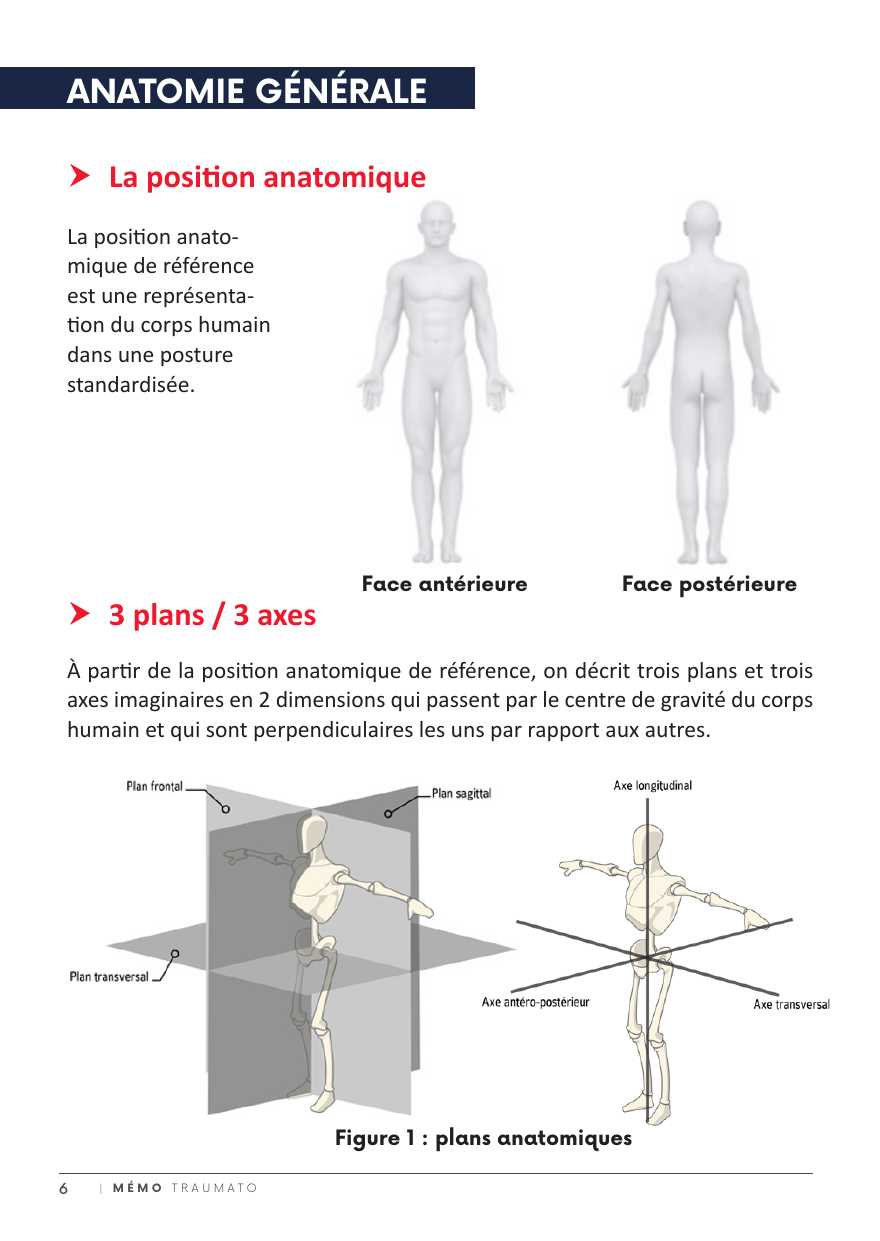 ANATOMIE GÉNÉRALE
La position anatomique
La position anato-
mique de référence
est une représenta-
tion du corps humain
dans une posture
standardisée.
Face antérieure
Face postérieure
3 plans / 3 axes
À partir de la position anatomique de référence, on décrit trois plans et trois
axes imaginaires en 2 dimensions qui passent par le centre de gravité du corps
humain et qui sont perpendiculaires les uns par rapport aux autres.
Plan frontal
Plan sagittal
Plan transversal
Axe longitudinal
Axe antéro-postérieur
Axe transversal
Figure 1 : plans anatomiques
6 | MÉMO TRAUMATO